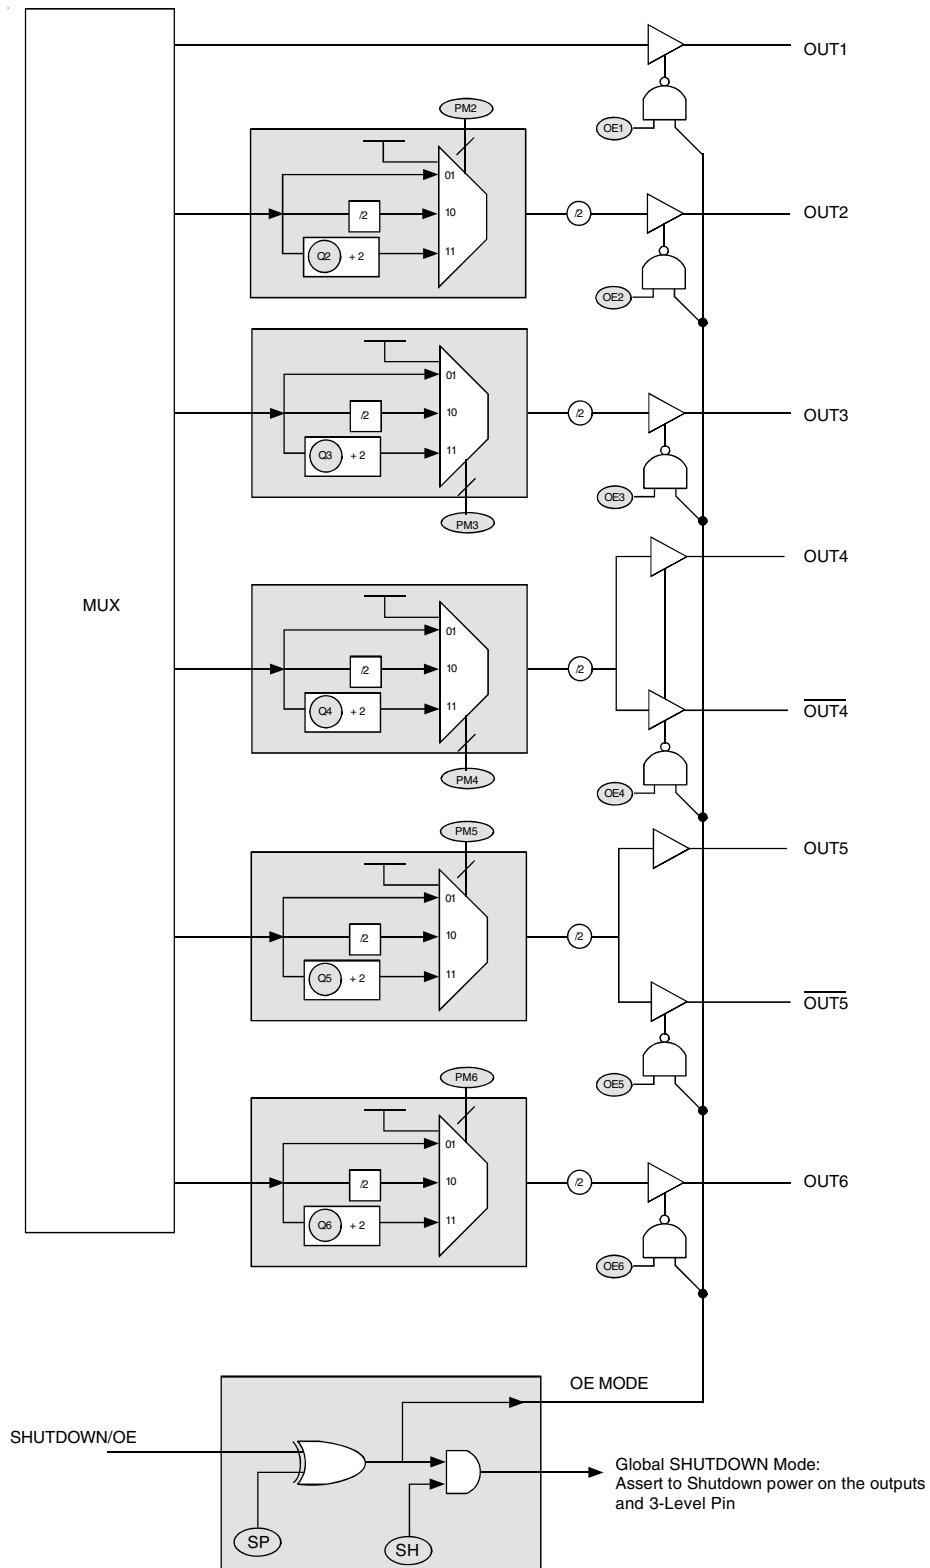 OUT1
PM2
OE1
01
/2
10
/2
OUT2
Q2 + 2
11
OE2
01
/2
10
/2
OUT3
Q3 + 2
11
OE3
PM3
OUT4
MUX
01
/2
10
/2
Q4 + 2
11
OUT4
PM4
OE4
PM5
OUT5
01
/2
10
/2
Q5 + 2
11
OUT5
PM6
OE5
01
/2
10
/2
OUT6
Q6 + 2
11
OE6
OE MODE
SHUTDOWN/OE
Global SHUTDOWN Mode:
Assert to Shutdown power on the outputs
and 3-Level Pin
SP
SH